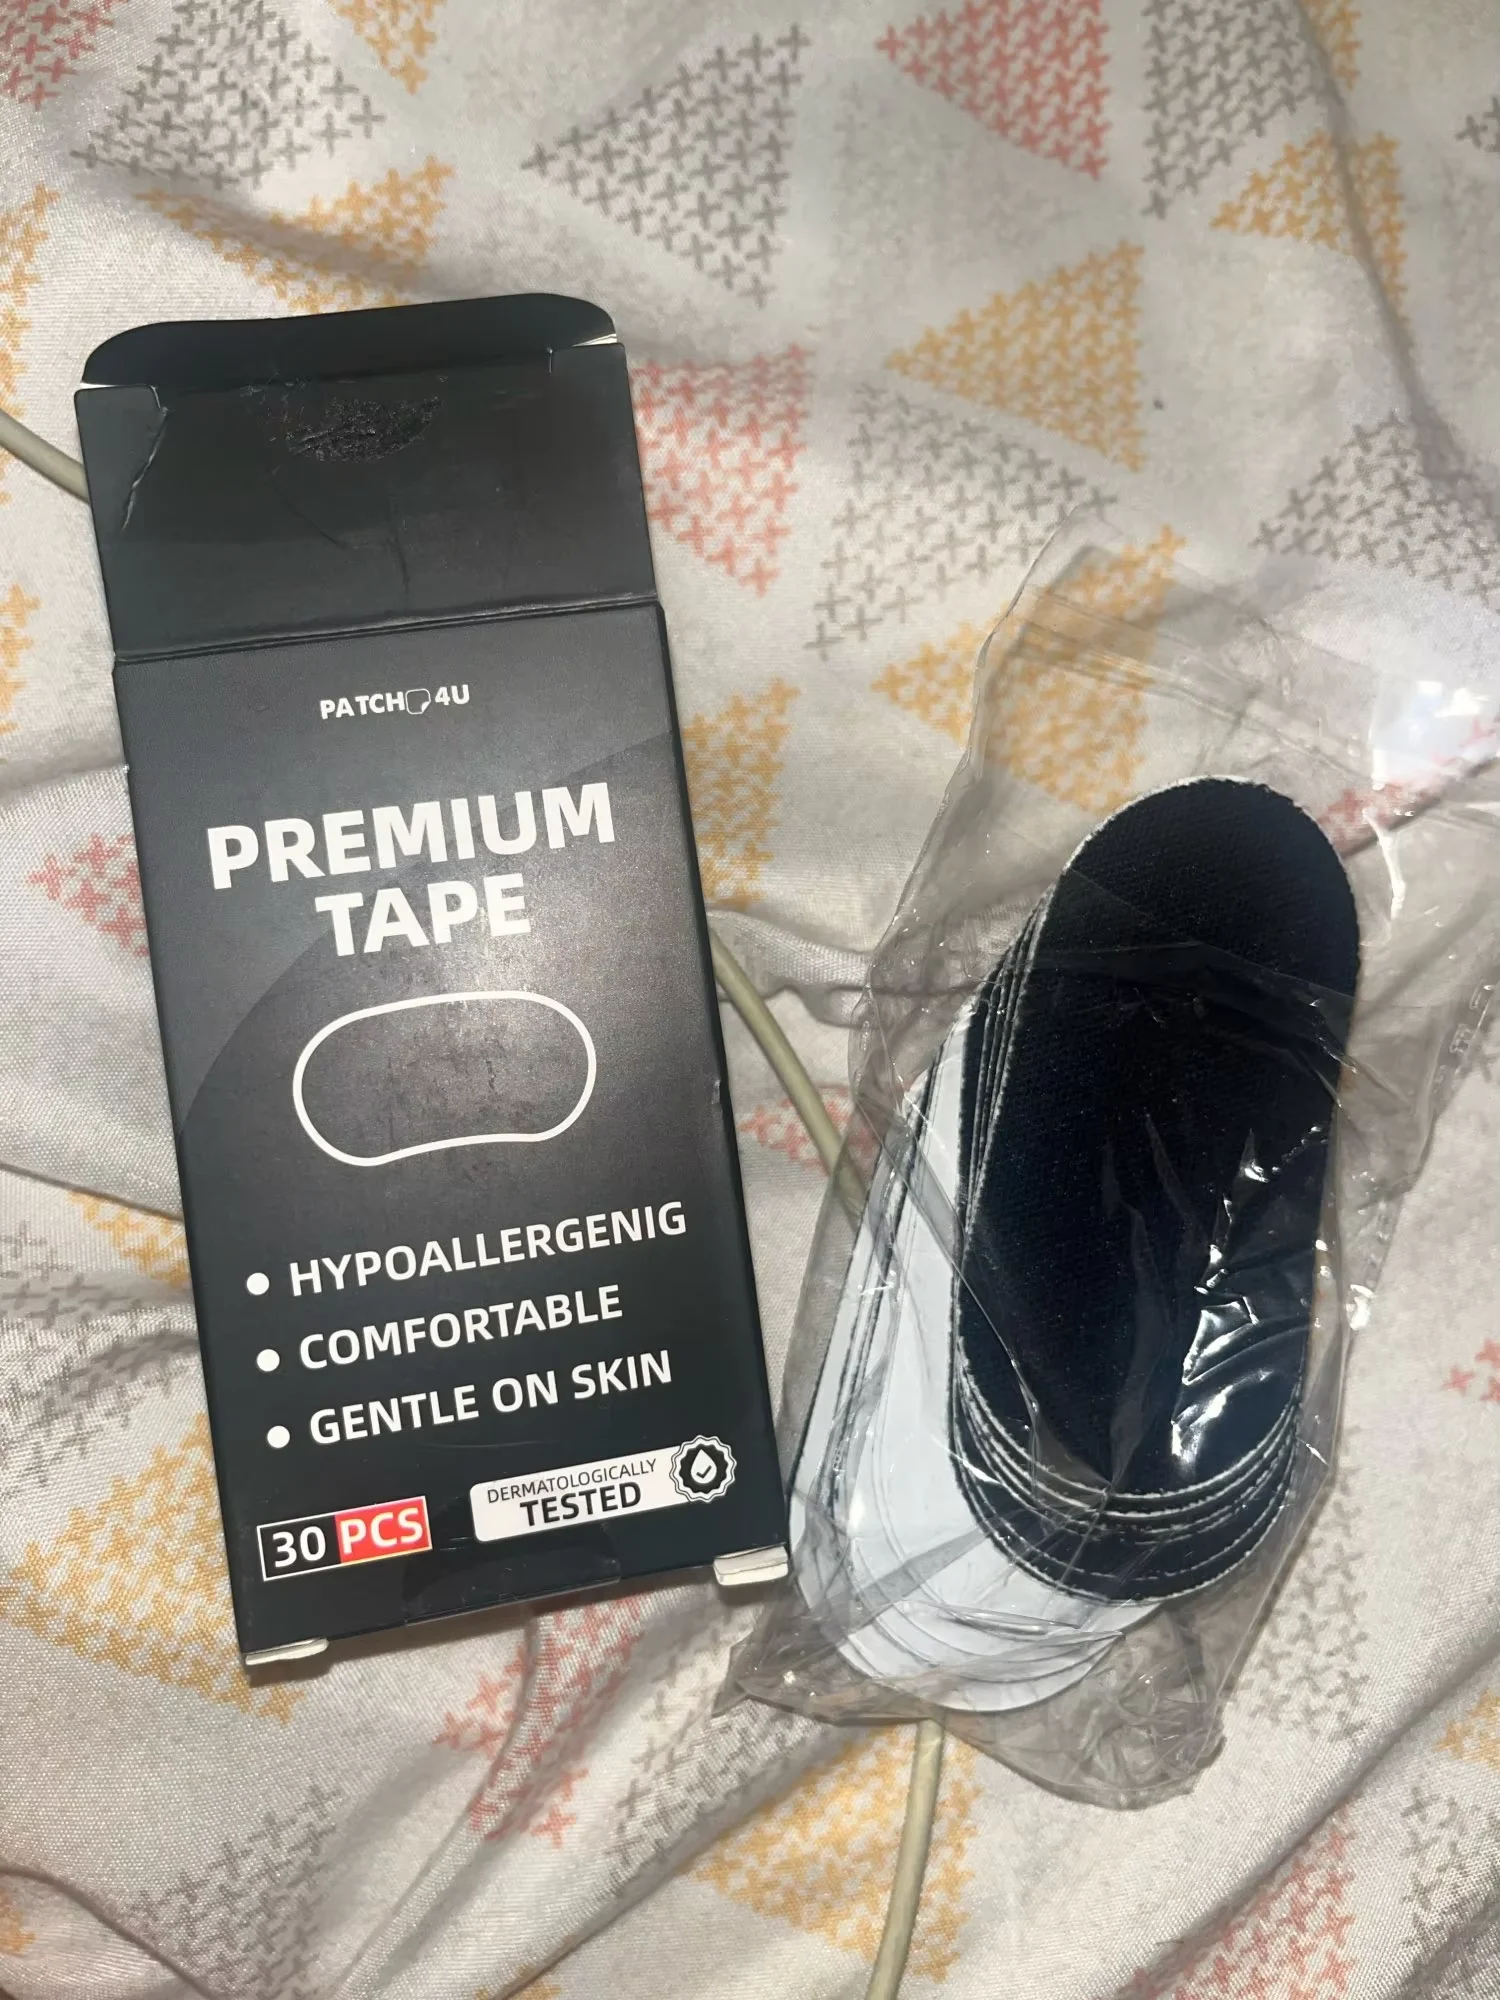 PATCH 4U
PREMIUM
TAPE
HYPOALLERGENIG
COMFORTABLE
GENTLE ON SKIN
30 PCS
DERMATOLOGICALLY
TESTED